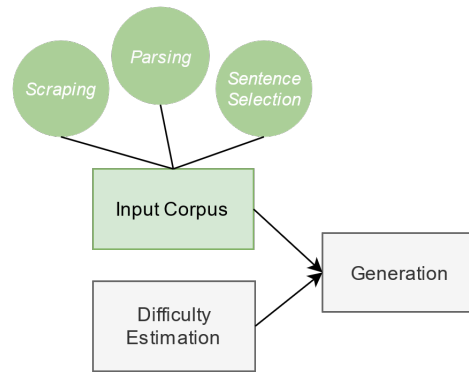 Scraping
Parsing
Sentence
Selection
Input Corpus
Generation
Difficulty
Estimation